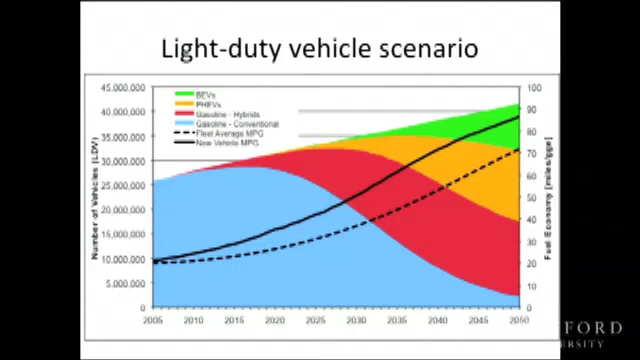 Light-duty vehicle scenario
45,000,000
40,000,000
35,000,000
30,000,000
25,000,000
20,000,000
15,000,000
10,000,000
5,000,000
0
Number of Vehicles (LDV)
BEVs
PHEVs
Gasoline - Hybrids
Gasoline - Conventional
Fleet Average MPG
New Vehicle MPG
100
90
80
70
60
50
40
30
20
10
0
Fuel Economy [miles/gge]
2005 2010 2015 2020 2025 2030 2035 2040 2045 2050
FORD
ERSITY